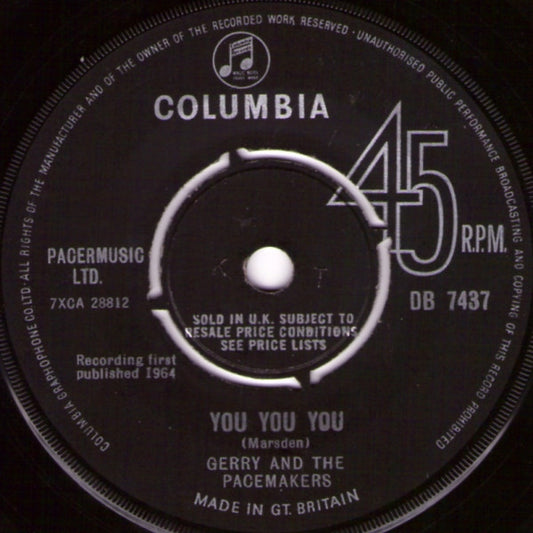 COLUMBIA GRAPHOPHONE CO. LTD · ALL RIGHTS OF THE MANUFACTURER AND OF THE OWNER OF THE RECORDED WORK RESERVED · UNAUTHORISED PUBLIC PERFORMANCE BROADCASTING AND COPYING OF THIS RECORD PROHIBITED
COLUMBIA
45
R.P.M.
PACERMUSIC
LTD.
7XCA 28812
DB 7437
K T
SOLD IN U.K. SUBJECT TO
RESALE PRICE CONDITIONS
SEE PRICE LISTS
Recording first
published 1964
YOU YOU YOU
(Marsden)
GERRY AND THE
PACEMAKERS
MADE IN GT. BRITAIN